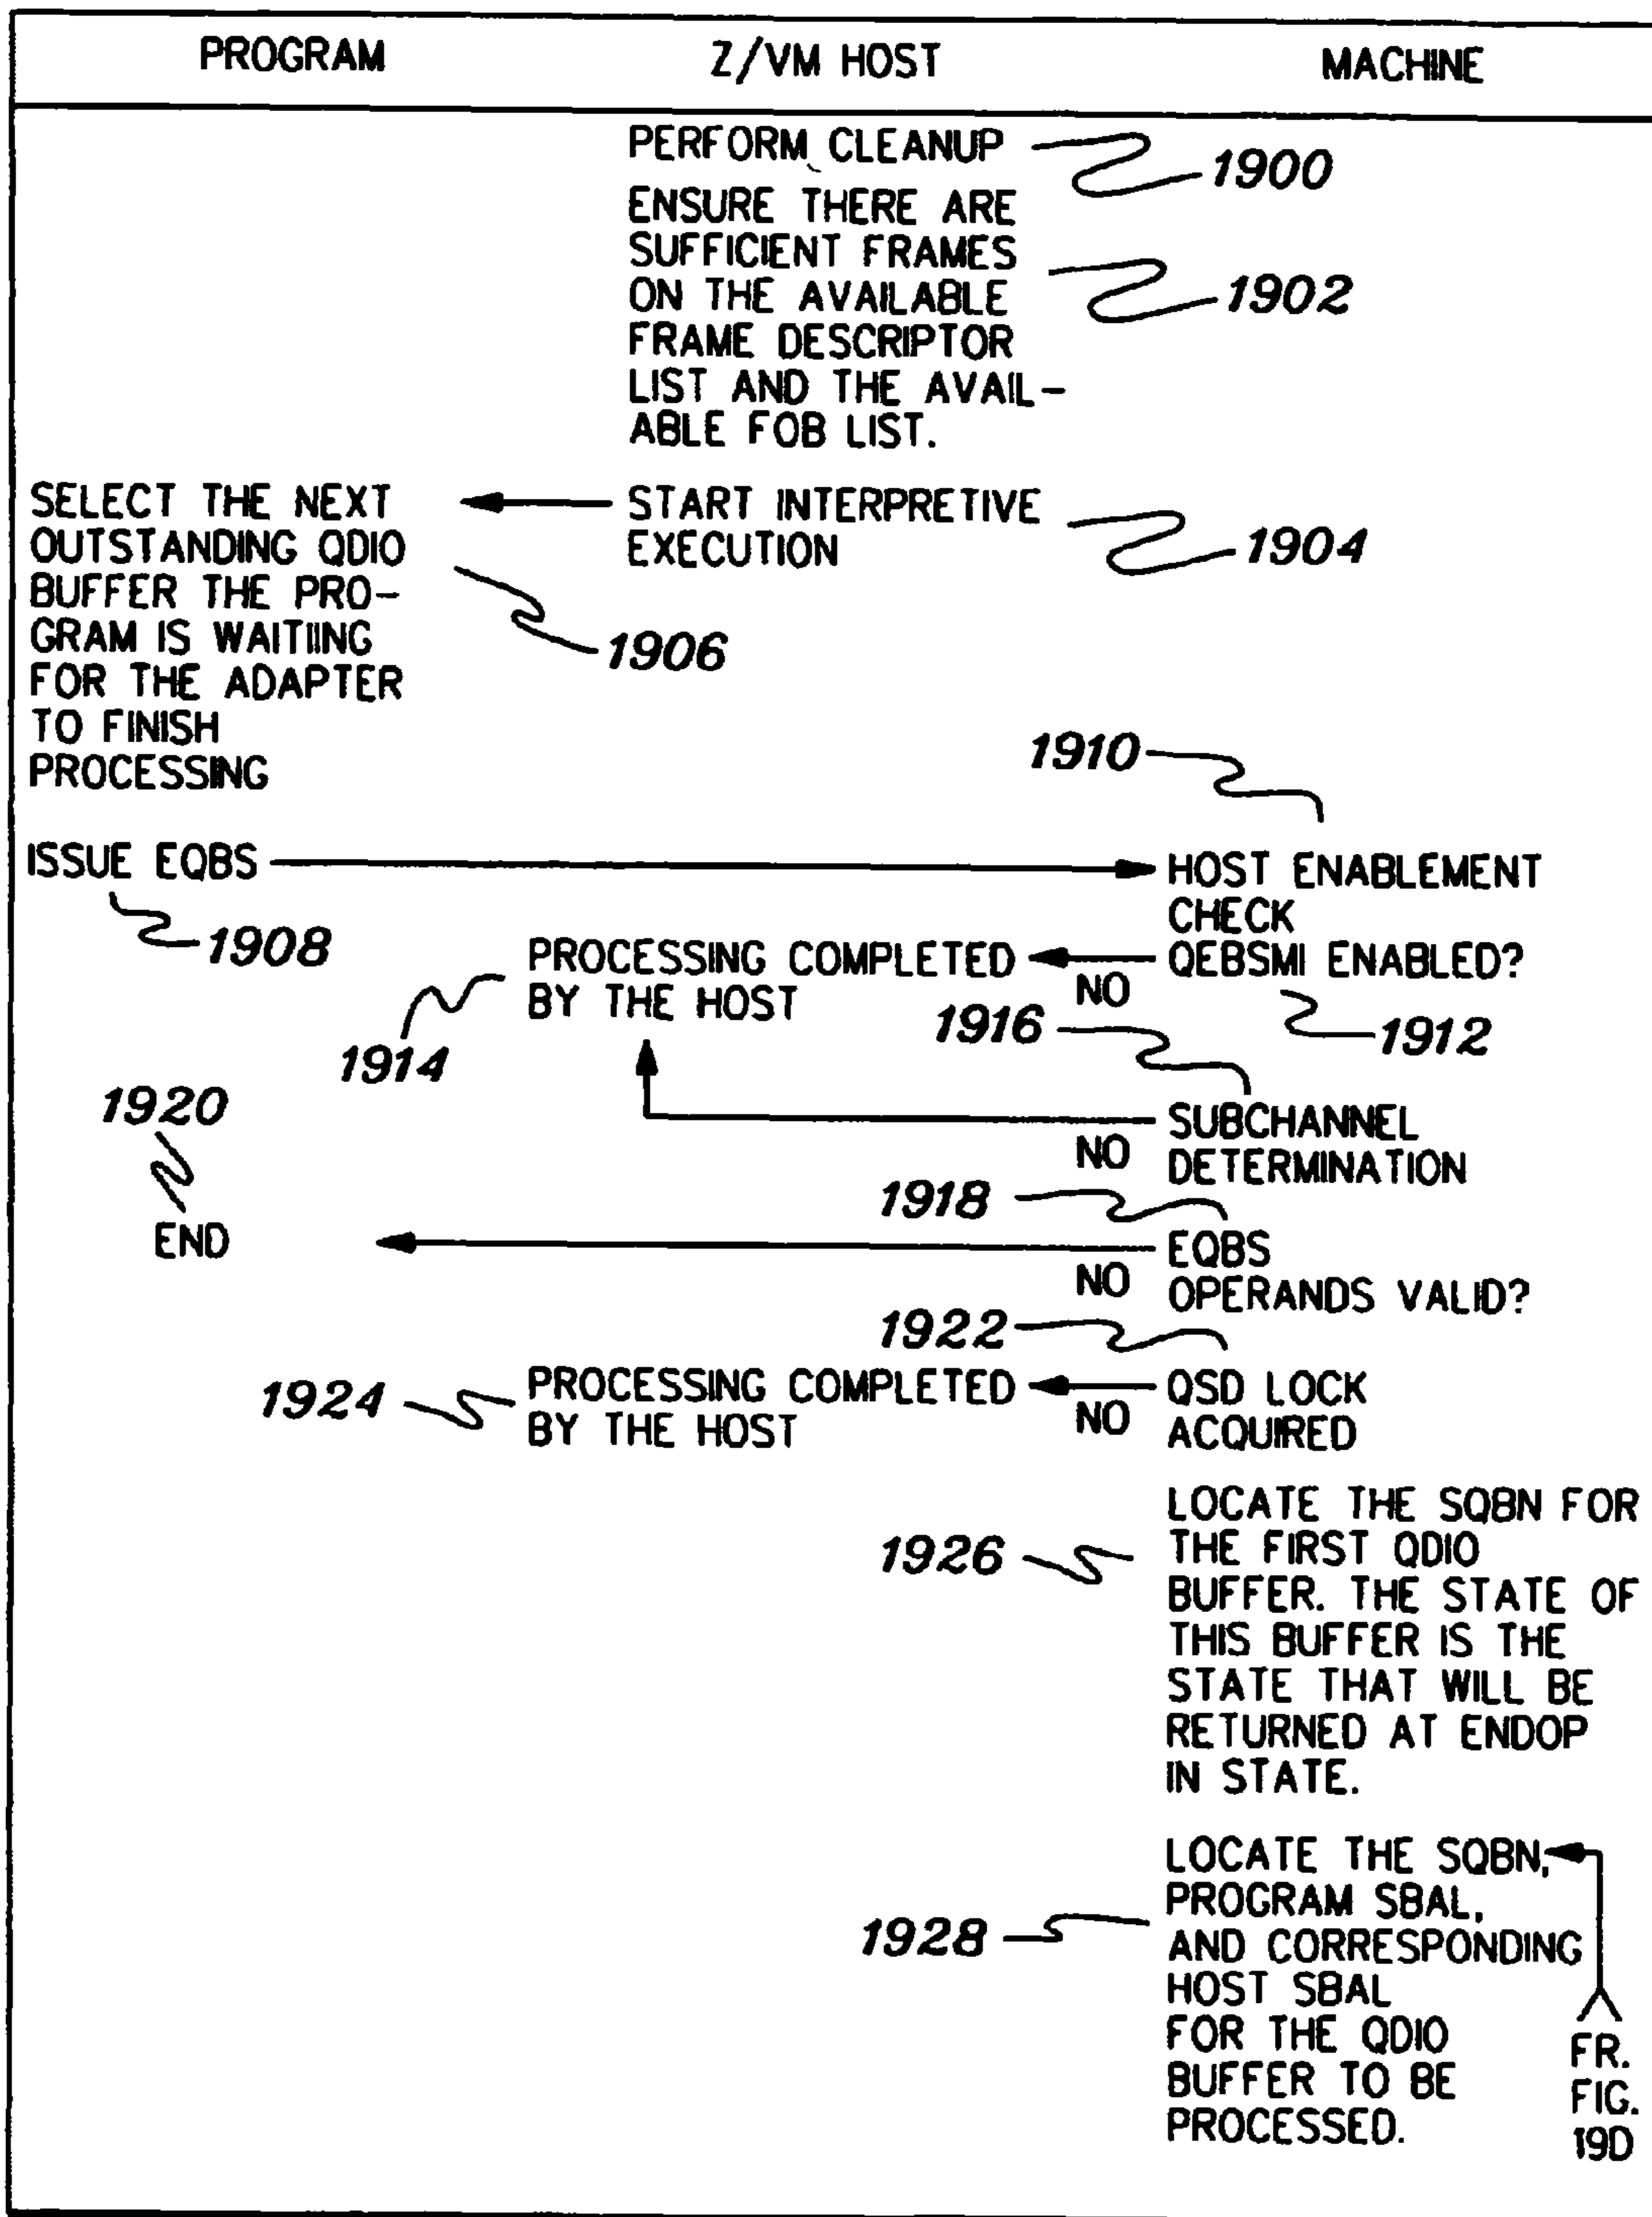 PROGRAM Z/VM HOST MACHINE
PERFORM CLEANUP
1900
ENSURE THERE ARE
SUFFICIENT FRAMES
ON THE AVAILABLE
FRAME DESCRIPTOR
LIST AND THE AVAIL-
ABLE FOB LIST.
1902
SELECT THE NEXT
OUTSTANDING QDIO
BUFFER THE PRO-
GRAM IS WAITIING
FOR THE ADAPTER
TO FINISH
PROCESSING
START INTERPRETIVE
EXECUTION
1904
1906
1910
ISSUE EQBS
1908
HOST ENABLEMENT
CHECK
QEBSMI ENABLED?
NO
1912
PROCESSING COMPLETED
BY THE HOST
1914
1916
SUBCHANNEL
DETERMINATION
NO
1918
1920
END
EQBS
OPERANDS VALID?
NO
1922
1924
PROCESSING COMPLETED
BY THE HOST
NO
QSD LOCK
ACQUIRED
1926
LOCATE THE SQBN FOR
THE FIRST QDIO
BUFFER. THE STATE OF
THIS BUFFER IS THE
STATE THAT WILL BE
RETURNED AT ENDOP
IN STATE.
1928
LOCATE THE SQBN,
PROGRAM SBAL,
AND CORRESPONDING
HOST SBAL
FOR THE QDIO
BUFFER TO BE
PROCESSED.
FR.
FIG.
19D